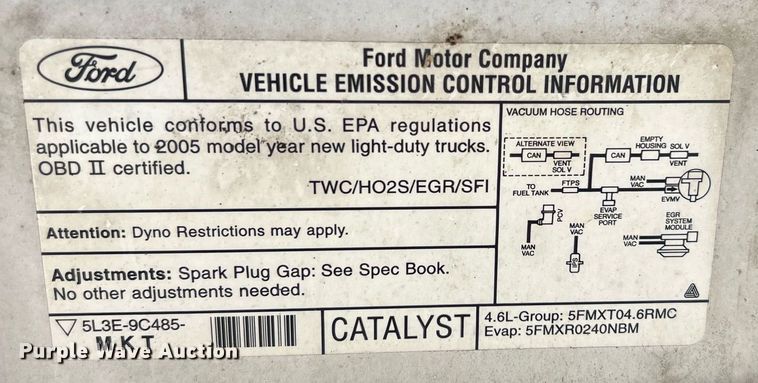 Ford
Ford Motor Company
VEHICLE EMISSION CONTROL INFORMATION
This vehicle conforms to U.S. EPA regulations
applicable to 2005 model year new light-duty trucks.
OBD II certified.
TWC/HO2S/EGR/SFI
Attention: Dyno Restrictions may apply.
Adjustments: Spark Plug Gap: See Spec Book.
No other adjustments needed.
VACUUM HOSE ROUTING
ALTERNATE VIEW
CAN
VENT
SOL V
EMPTY
HOUSING
SOL V
CAN
VENT
TO
FUEL TANK
FTPS
MAN
VAC
EVMV
EVAP
SERVICE
PORT
PCV
MAN
VAC
MAN
VAC
FPS
EGR
SYSTEM
MODULE
MAN
VAC
5L3E-9C485-
MKT
CATALYST
4.6L-Group: 5FMXT04.6RMC
Evap: 5FMXR0240NBM
Purple Wave Auction